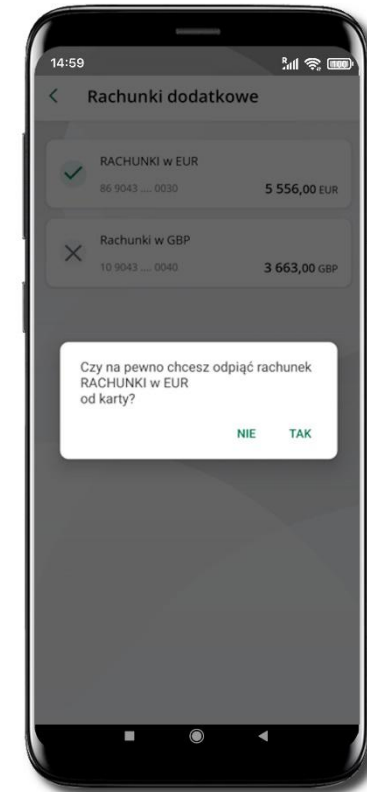 14:59
R
100
Rachunki dodatkowe
RACHUNKI w EUR
86 9043 .... 0030
5 556,00 EUR
Rachunki w GBP
10 9043 .... 0040
3 663,00 GBP
Czy na pewno chcesz odpiąć rachunek
RACHUNKI w EUR
od karty?
NIE TAK